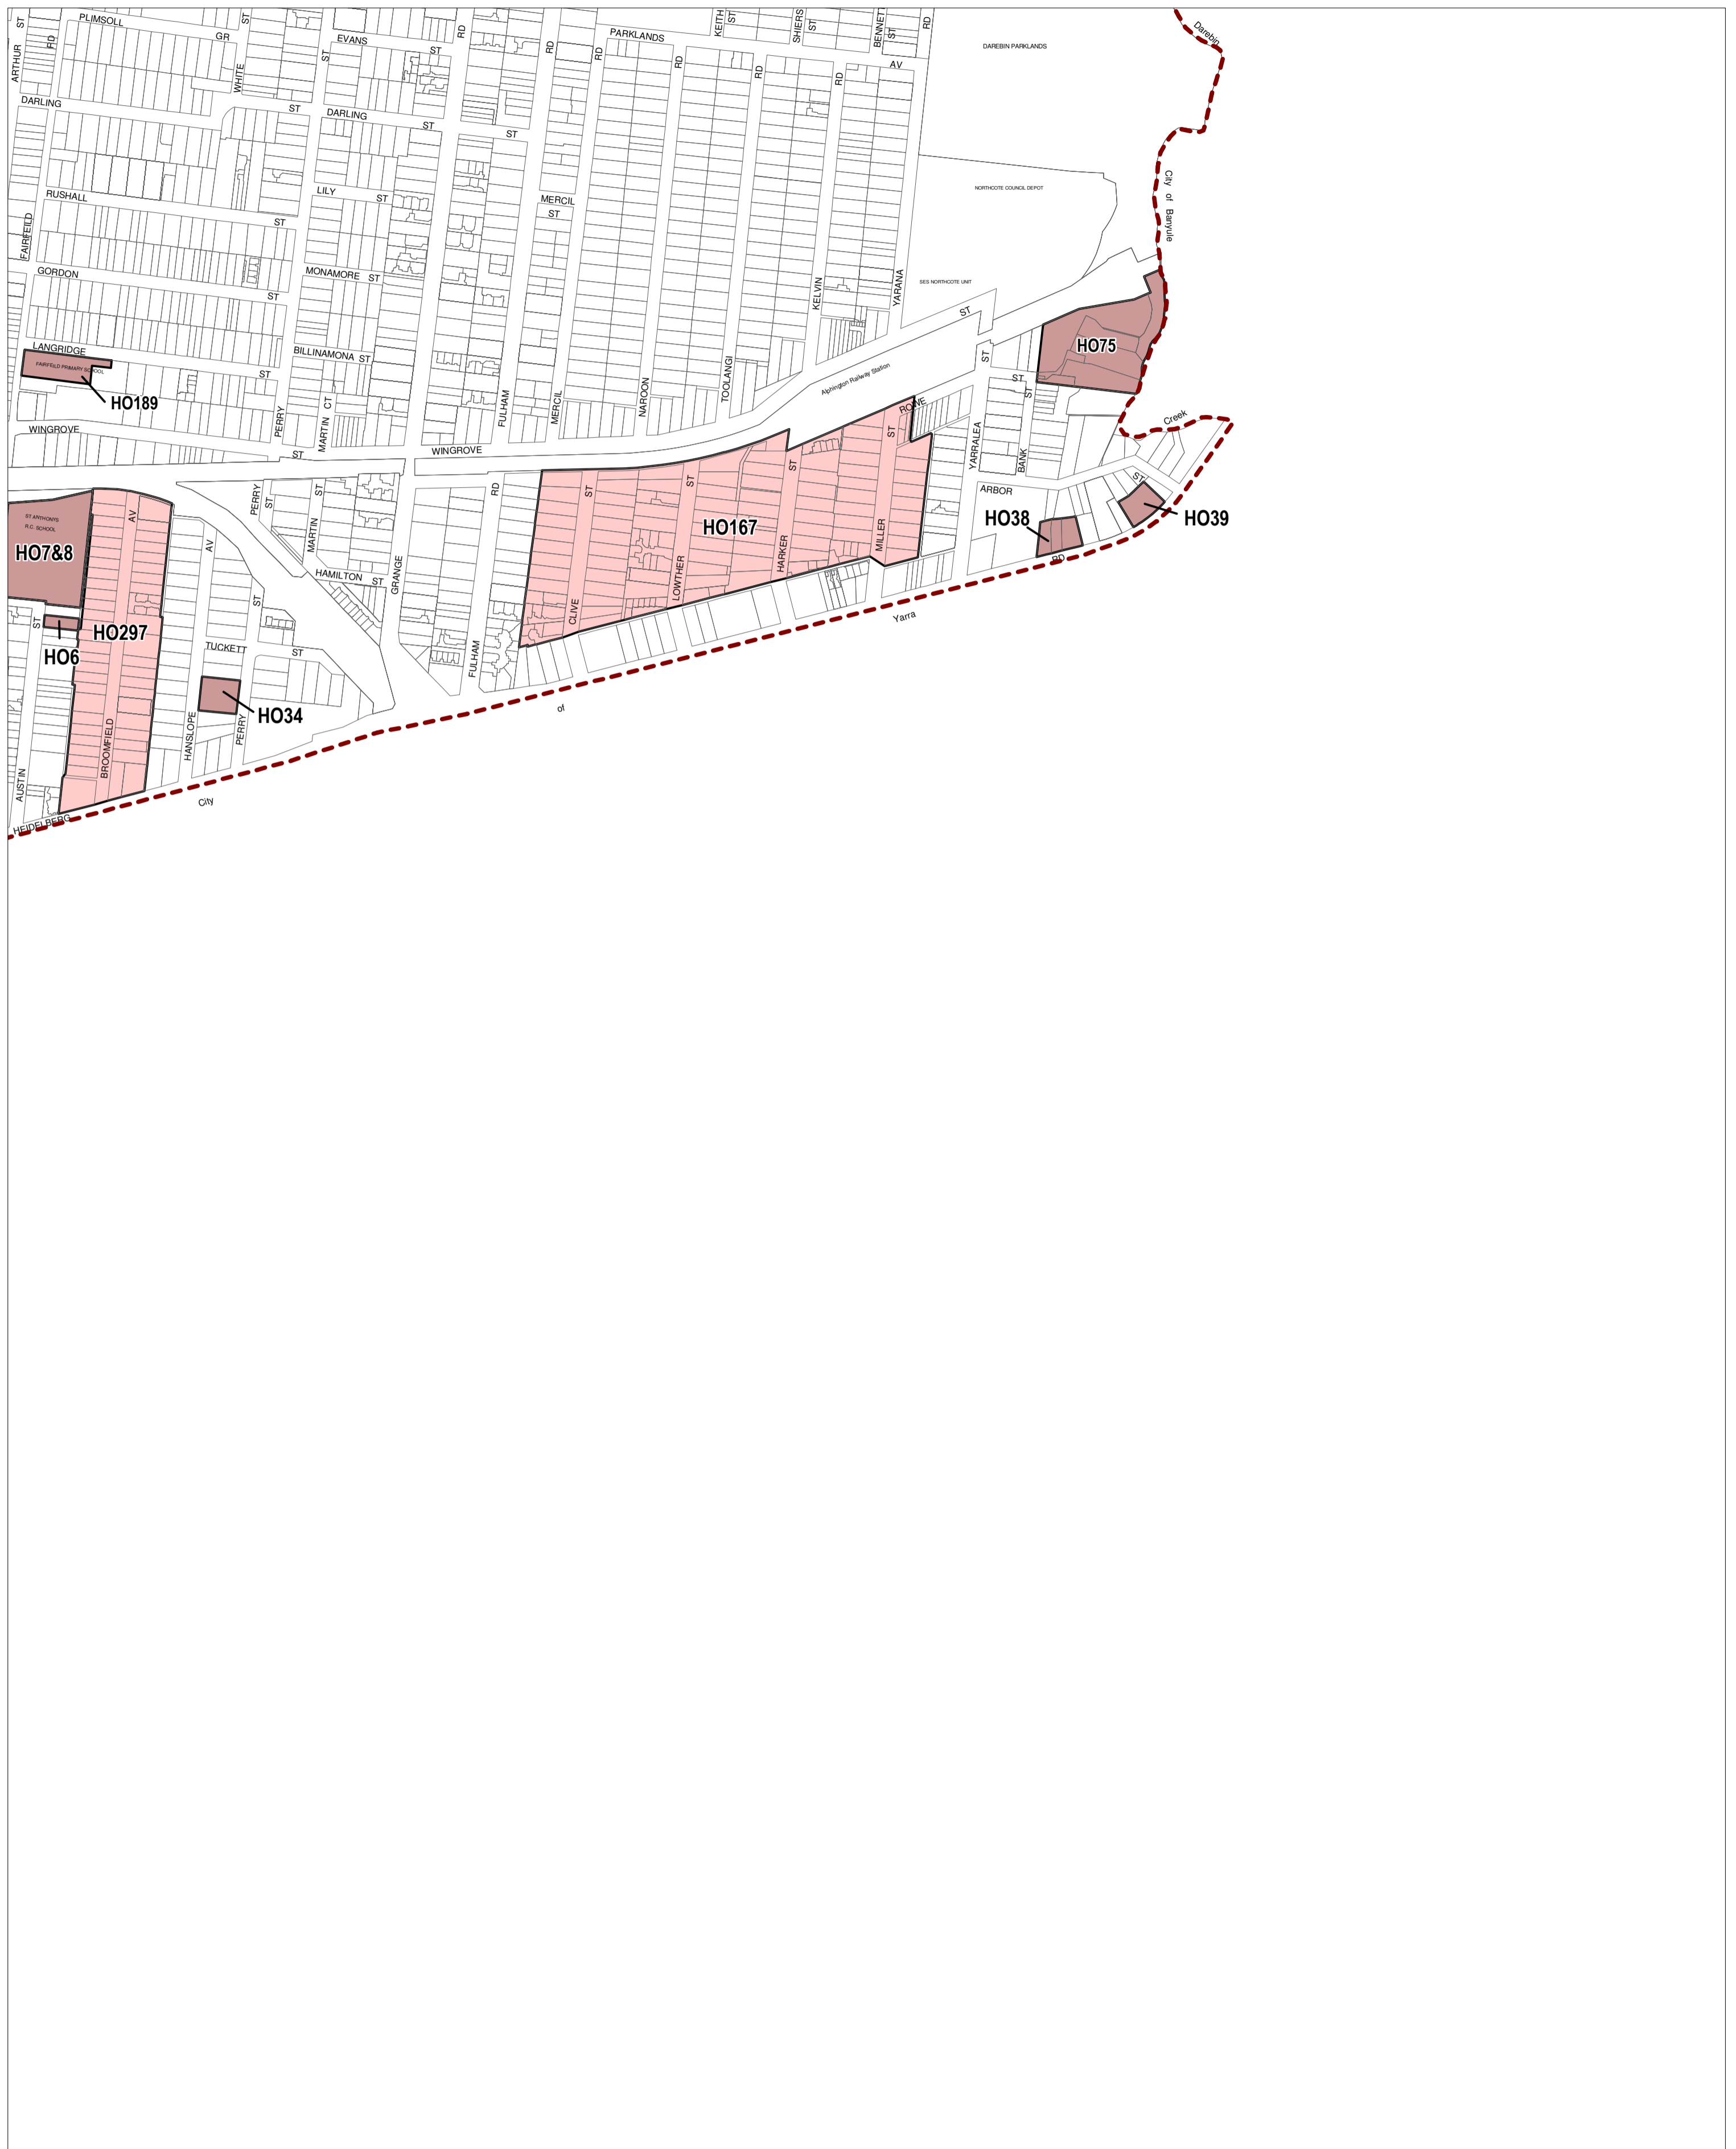 PLIMSOLL
GR
ST
ARTHUR
RD
WHITE
ST
ST
EVANS
ST
RD
RD
RD
PARKLANDS
RD
KEITH
ST
RD
SHIERS
ST
RD
BENNETT
ST
RD
AV
DAREBIN PARKLANDS
Darebin
DARLING
ST
DARLING
ST
ST
City of Banyule
NORTHCOTE COUNCIL DEPOT
RUSHALL
ST
LILY
ST
MERCIL
ST
FAIRFEILD
GORDON
ST
MONAMORE ST
KELVIN
YARANA
SES NORTHCOTE UNIT
ST
LANGRIDGE
ST
FAIRFEILD PRIMARY SCHOOL
HO189
BILLINAMONA ST
HO75
ST
ST
ST
Alphington Railway Station
TOOLANGI
NAROON
MERCIL
FULHAM
MARTIN CT
PERRY
ROWE
ST
Creek
WINGROVE
ST
WINGROVE
YARRALEA
BANK
ARBOR
ST
HO38
HO39
RD
ST ANTHONYS
R.C. SCHOOL
HO7&8
AV
AV
PERRY
ST
ST
MARTIN
HAMILTON ST
GRANGE
RD
ST
ST
ST
HO167
CLIVE
LOWTHER
HARKER
MILLER
ST
ST
HO6
HO297
TUCKETT
ST
FULHAM
Yarra
HO34
of
BROOMFIELD
HANSLOPE
PERRY
AUSTIN
City
HEIDELBERG